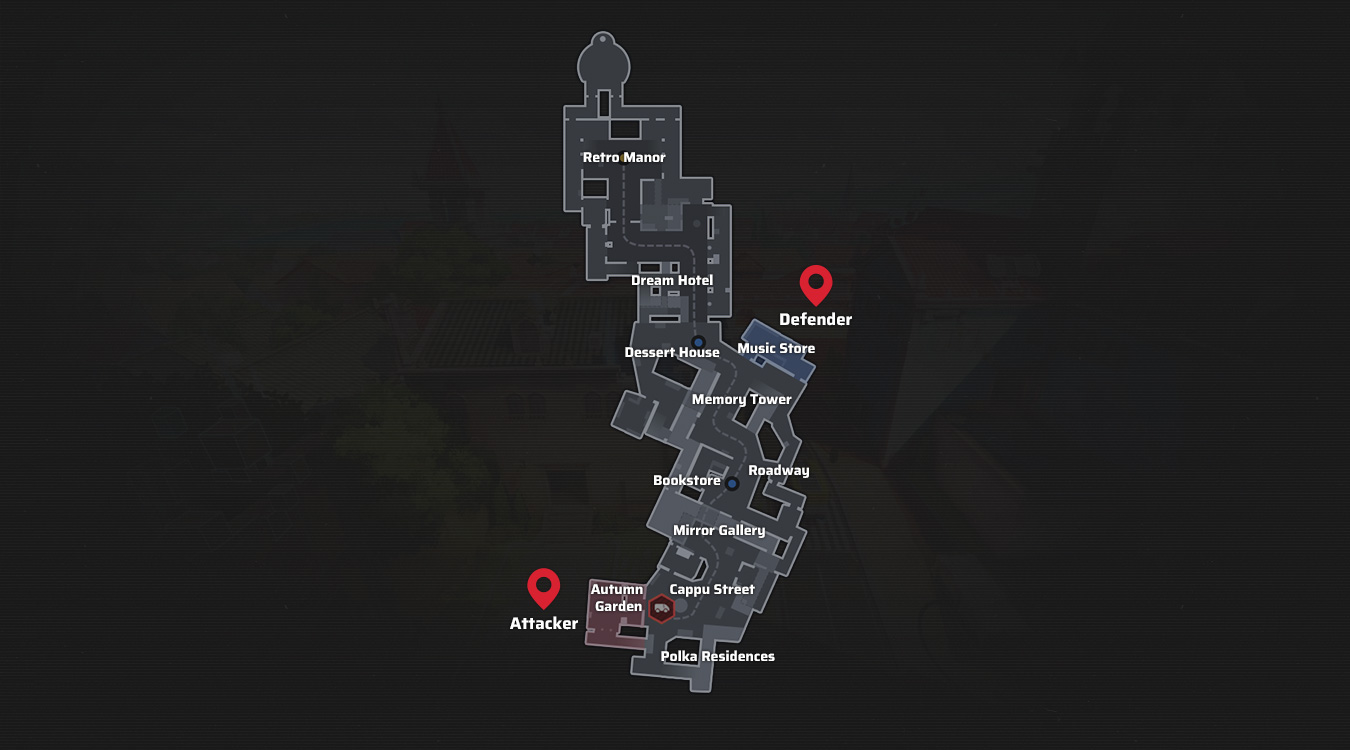 Retro Manor
Dream Hotel
Defender
Music Store
Dessert House
Memory Tower
Roadway
Bookstore
Mirror Gallery
Autumn
Garden
Cappu Street
Attacker
Polka Residences